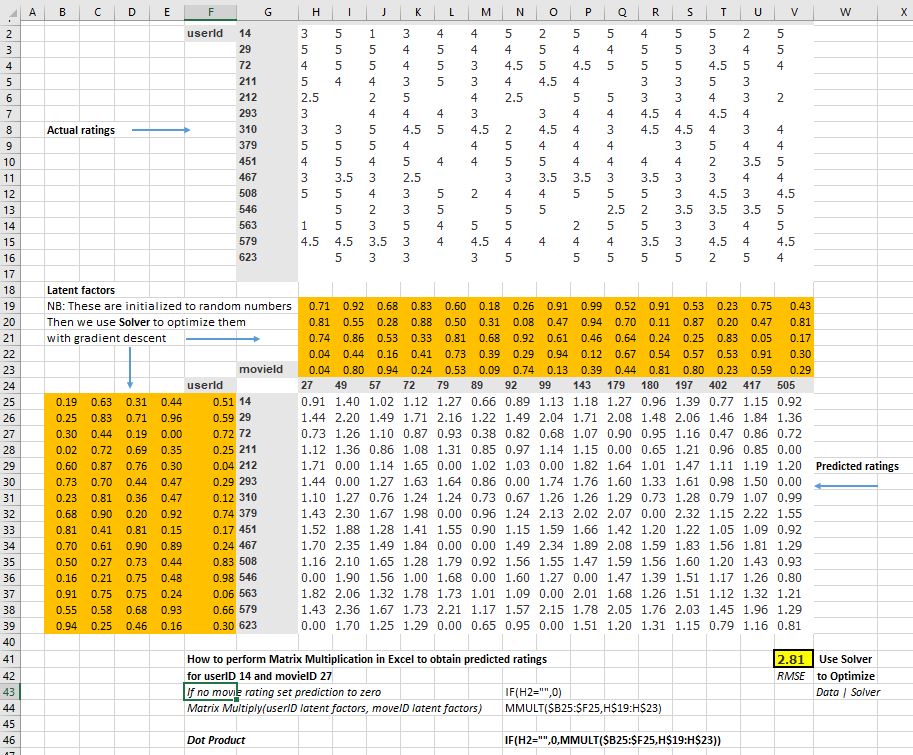 A B C D E F G H I J K L M N O P Q R S T U V W X
2 userId 14 3 5 1 3 4 4 5 2 5 5 4 5 5 2 5
3 29 5 5 5 4 5 4 4 5 4 4 5 5 3 4 5
4 72 4 5 5 4 5 3 4.5 5 4.5 5 5 5 4.5 5 4
5 211 5 4 4 3 5 3 4 4.5 4 3 3 5 3
6 212 2.5 2 5 4 2.5 5 5 3 3 4 3 2
7 293 3 4 4 4 3 3 4 4 4.5 4 4.5 4
8 Actual ratings 310 3 3 5 4.5 5 4.5 2 4.5 4 3 4.5 4.5 4 3 4
9 379 5 5 5 4 4 5 4 4 4 3 5 4 4
10 451 4 5 4 5 4 4 5 5 4 4 4 4 2 3.5 5
11 467 3 3.5 3 2.5 3 3.5 3.5 3 3.5 3 3 4 4
12 508 5 5 4 3 5 2 4 4 5 5 5 3 4.5 3 4.5
13 546 5 2 3 5 5 5 2.5 2 3.5 3.5 3.5 5
14 563 1 5 3 5 4 5 5 2 5 5 3 3 4 5
15 579 4.5 4.5 3.5 3 4 4.5 4 4 4 4 3.5 3 4.5 4 4.5
16 623 5 3 3 3 5 5 5 5 5 2 5 4
17
18 Latent factors
19 NB: These are initialized to random numbers 0.71 0.92 0.68 0.83 0.60 0.18 0.26 0.91 0.99 0.52 0.91 0.53 0.23 0.75 0.43
20 Then we use Solver to optimize them 0.81 0.55 0.28 0.88 0.50 0.31 0.08 0.47 0.94 0.70 0.11 0.87 0.20 0.47 0.81
21 with gradient descent 0.74 0.86 0.53 0.33 0.81 0.68 0.92 0.61 0.46 0.64 0.24 0.25 0.83 0.05 0.17
22 0.04 0.44 0.16 0.41 0.73 0.39 0.29 0.94 0.12 0.67 0.54 0.57 0.53 0.91 0.30
23 movieId 0.04 0.80 0.94 0.24 0.53 0.09 0.74 0.13 0.39 0.44 0.81 0.80 0.23 0.59 0.29
24 userId 27 49 57 72 79 89 92 99 143 179 180 197 402 417 505
25 0.19 0.63 0.31 0.44 0.51 14 0.91 1.40 1.02 1.12 1.27 0.66 0.89 1.13 1.18 1.27 0.96 1.39 0.77 1.15 0.92
26 0.25 0.83 0.71 0.96 0.59 29 1.44 2.20 1.49 1.71 2.16 1.22 1.49 2.04 1.71 2.08 1.48 2.06 1.46 1.84 1.36
27 0.30 0.44 0.19 0.00 0.72 72 0.73 1.26 1.10 0.87 0.93 0.38 0.82 0.68 1.07 0.90 0.95 1.16 0.47 0.86 0.72
28 0.02 0.72 0.69 0.35 0.25 211 1.12 1.36 0.86 1.08 1.31 0.85 0.97 1.14 1.15 0.00 0.65 1.21 0.96 0.85 0.00
29 0.60 0.87 0.76 0.30 0.04 212 1.71 0.00 1.14 1.65 0.00 1.02 1.03 0.00 1.82 1.64 1.01 1.47 1.11 1.19 1.20 Predicted ratings
30 0.73 0.70 0.44 0.47 0.29 293 1.44 0.00 1.27 1.63 1.64 0.86 0.00 1.74 1.76 1.60 1.33 1.61 0.98 1.50 0.00
31 0.23 0.81 0.36 0.47 0.12 310 1.10 1.27 0.76 1.24 1.24 0.73 0.67 1.26 1.26 1.29 0.73 1.28 0.79 1.07 0.99
32 0.68 0.90 0.20 0.92 0.74 379 1.43 2.30 1.67 1.98 0.00 0.96 1.24 2.13 2.02 2.07 0.00 2.32 1.15 2.22 1.55
33 0.81 0.41 0.81 0.15 0.17 451 1.52 1.88 1.28 1.41 1.55 0.90 1.15 1.59 1.66 1.42 1.20 1.22 1.05 1.09 0.92
34 0.70 0.61 0.90 0.89 0.24 467 1.70 2.35 1.49 1.84 0.00 0.00 1.49 2.34 1.89 2.08 1.59 1.83 1.56 1.81 1.29
35 0.50 0.27 0.73 0.44 0.83 508 1.16 2.10 1.65 1.28 1.79 0.92 1.56 1.55 1.47 1.59 1.56 1.60 1.20 1.43 0.93
36 0.16 0.21 0.75 0.48 0.98 546 0.00 1.90 1.56 1.00 1.68 0.00 1.60 1.27 0.00 1.47 1.39 1.51 1.17 1.26 0.80
37 0.91 0.75 0.75 0.24 0.06 563 1.82 2.06 1.32 1.78 1.73 1.01 1.09 0.00 2.01 1.68 1.26 1.51 1.12 1.32 1.21
38 0.55 0.58 0.68 0.93 0.66 579 1.43 2.36 1.67 1.73 2.21 1.17 1.57 2.15 1.78 2.05 1.76 2.03 1.45 1.96 1.29
39 0.94 0.25 0.46 0.16 0.30 623 0.00 1.70 1.25 1.29 0.00 0.65 0.95 0.00 1.51 1.20 1.31 1.15 0.79 1.16 0.81
40
41 How to perform Matrix Multiplication in Excel to obtain predicted ratings 2.81 Use Solver
42 for userID 14 and movieID 27 RMSE to Optimize
43 If no movie rating set prediction to zero IF(H2="",0) Data | Solver
44 Matrix Multiply(userID latent factors, moveID latent factors) MMULT($B25:$F25,H$19:H$23)
45
46 Dot Product IF(H2="",0,MMULT($B25:$F25,H$19:H$23))